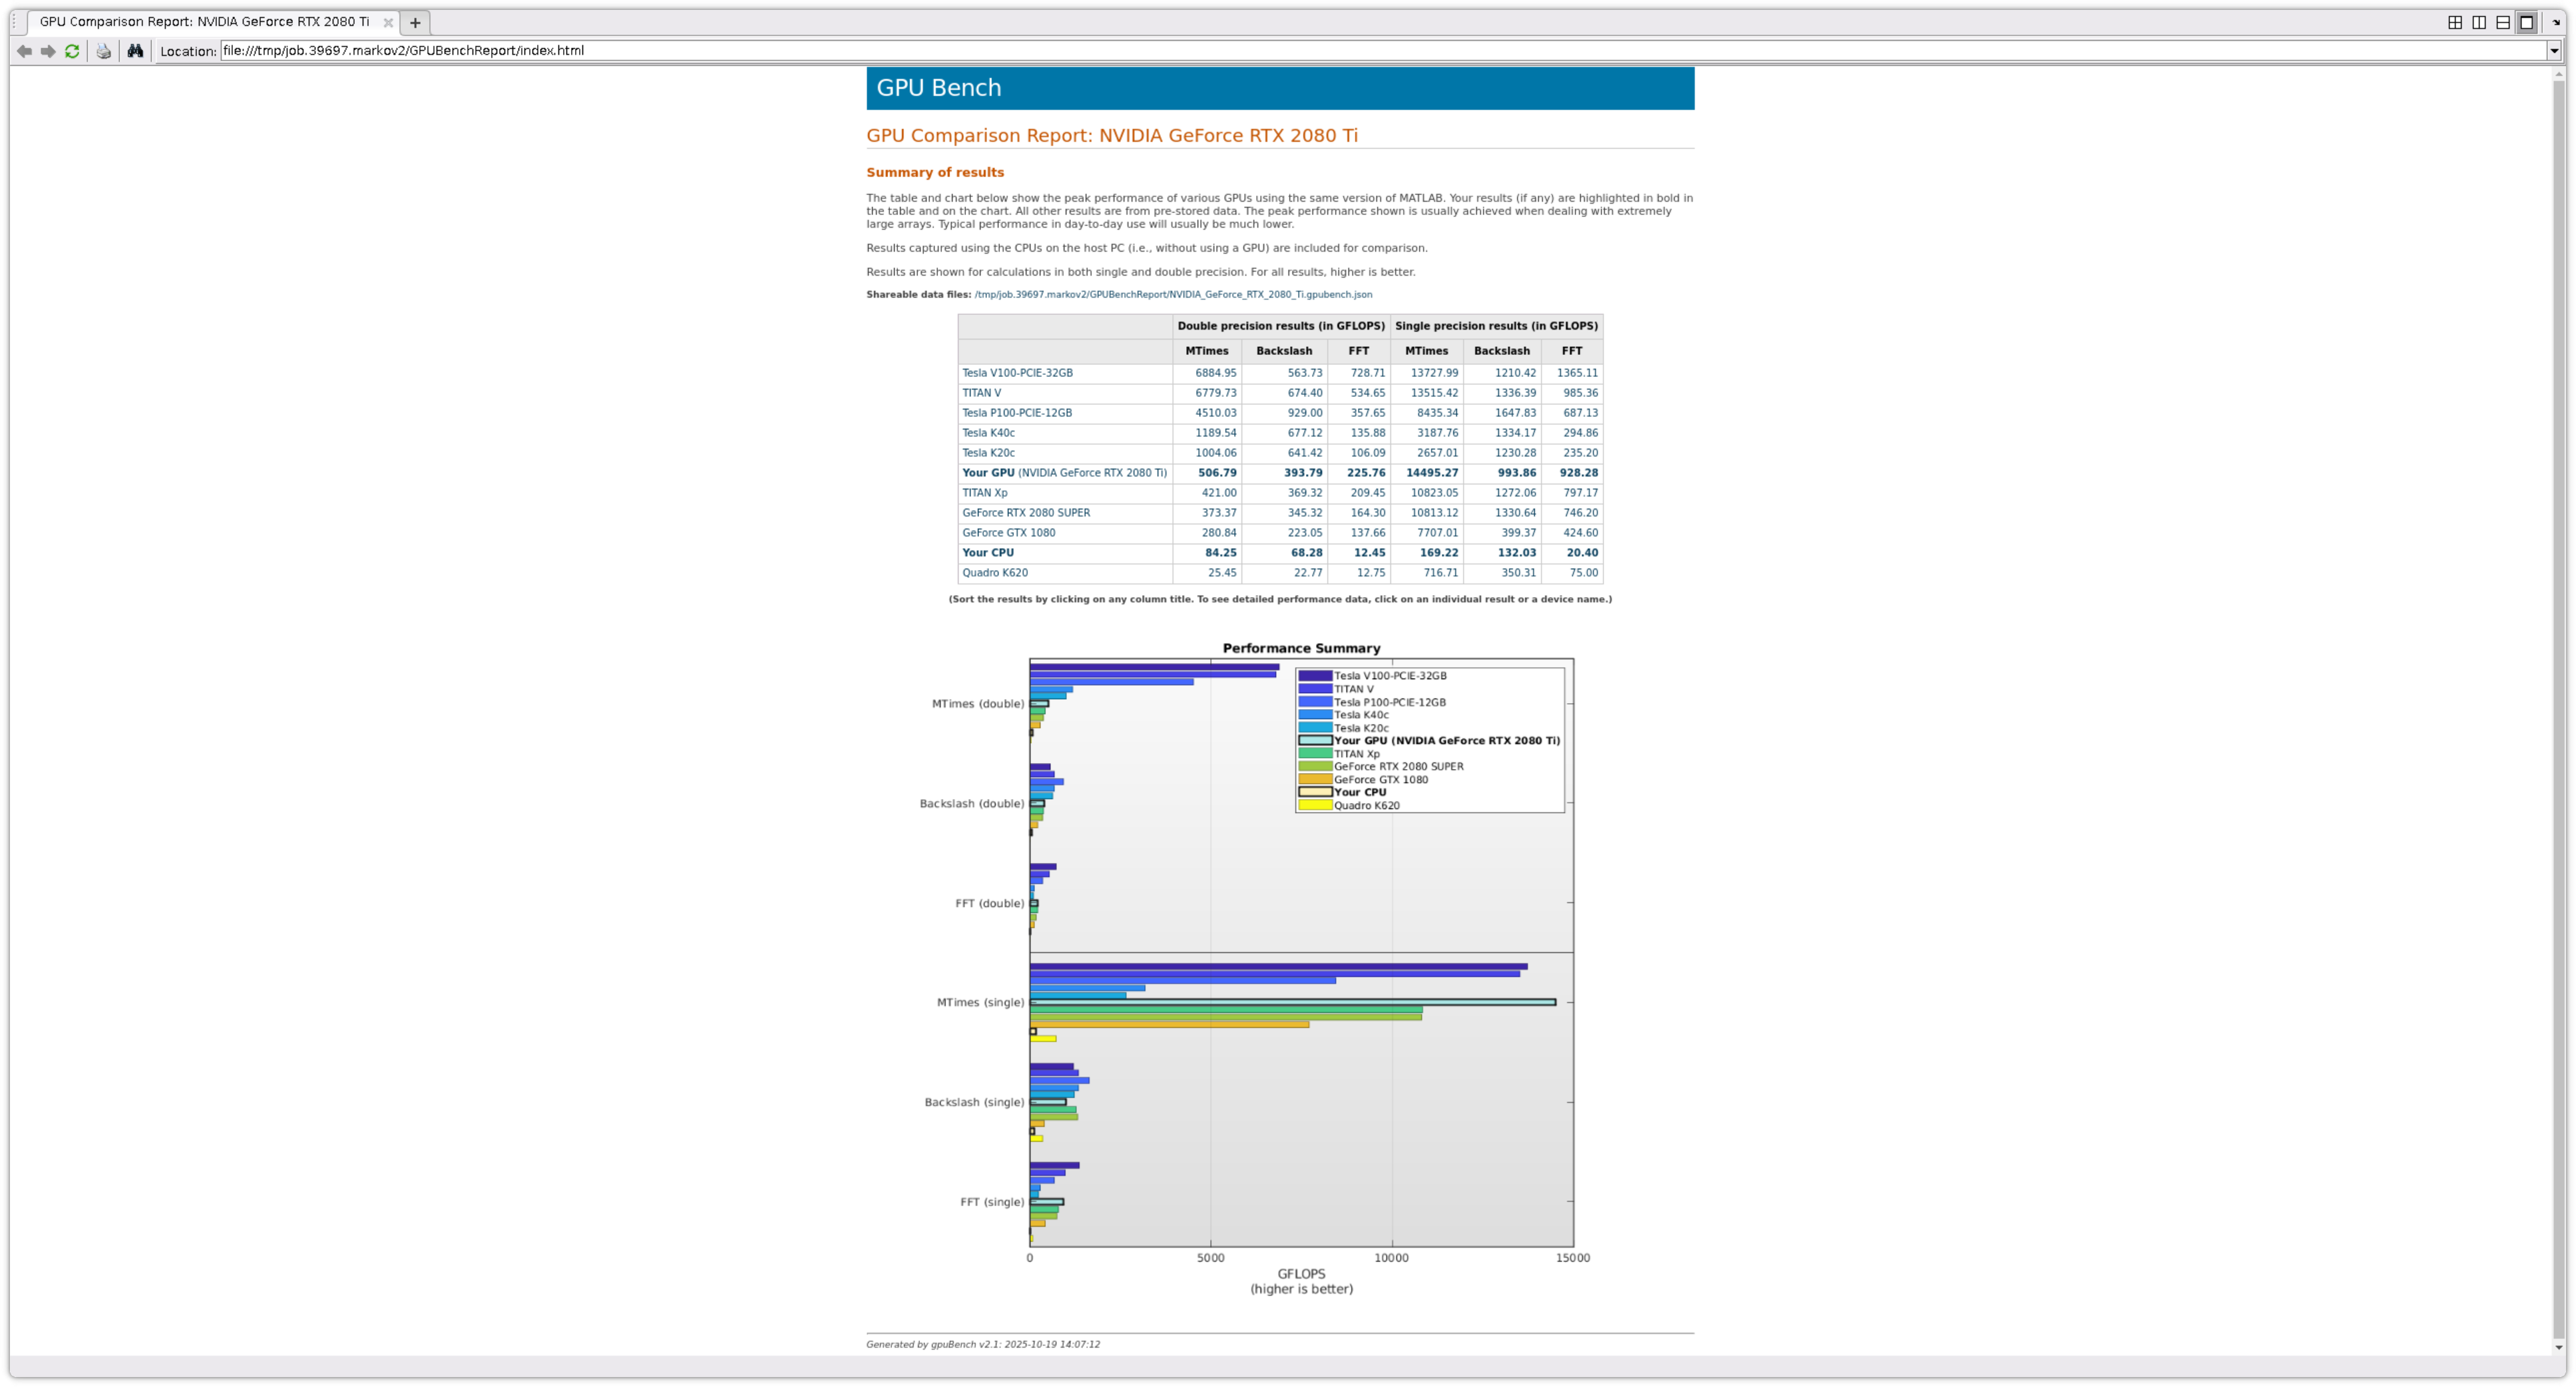 GPU Comparison Report: NVIDIA GeForce RTX 2080 Ti
Location: file:///tmp/job.39697.markov2/GPUBenchReport/index.html
GPU Bench
GPU Comparison Report: NVIDIA GeForce RTX 2080 Ti
Summary of results
The table and chart below show the peak performance of various GPUs using the same version of MATLAB. Your results (if any) are highlighted in bold in
the table and on the chart. All other results are from pre-stored data. The peak performance shown is usually achieved when dealing with extremely
large arrays. Typical performance in day-to-day use will usually be much lower.
Results captured using the CPUs on the host PC (i.e., without using a GPU) are included for comparison.
Results are shown for calculations in both single and double precision. For all results, higher is better.
Shareable data files: /tmp/job.39697.markov2/GPUBenchReport/NVIDIA_GeForce_RTX_2080_Ti.gpubench.json
Double precision results (in GFLOPS) Single precision results (in GFLOPS)
MTimes Backslash FFT MTimes Backslash FFT
Tesla V100-PCIE-32GB 6884.95 563.73 728.71 13727.99 1210.42 1365.11
TITAN V 6779.73 674.40 534.65 13515.42 1336.39 985.36
Tesla P100-PCIE-12GB 4510.03 929.00 357.65 8435.34 1647.83 687.13
Tesla K40c 1189.54 677.12 135.88 3187.76 1334.17 294.86
Tesla K20c 1004.06 641.42 106.09 2657.01 1230.28 235.20
Your GPU (NVIDIA GeForce RTX 2080 Ti) 506.79 393.79 225.76 14495.27 993.86 928.28
TITAN Xp 421.00 369.32 209.45 10823.05 1272.06 797.17
GeForce RTX 2080 SUPER 373.37 345.32 164.30 10813.12 1330.64 746.20
GeForce GTX 1080 280.84 223.05 137.66 7707.01 399.37 424.60
Your CPU 84.25 68.28 12.45 169.22 132.03 20.40
Quadro K620 25.45 22.77 12.75 716.71 350.31 75.00
(Sort the results by clicking on any column title. To see detailed performance data, click on an individual result or a device name.)
Performance Summary
Tesla V100-PCIE-32GB
TITAN V
Tesla P100-PCIE-12GB
Tesla K40c
Tesla K20c
Your GPU (NVIDIA GeForce RTX 2080 Ti)
TITAN Xp
GeForce RTX 2080 SUPER
GeForce GTX 1080
Your CPU
Quadro K620
MTimes (double)
Backslash (double)
FFT (double)
MTimes (single)
Backslash (single)
FFT (single)
0 5000 10000 15000
GFLOPS
(higher is better)
Generated by gpuBench v2.1: 2025-10-19 14:07:12